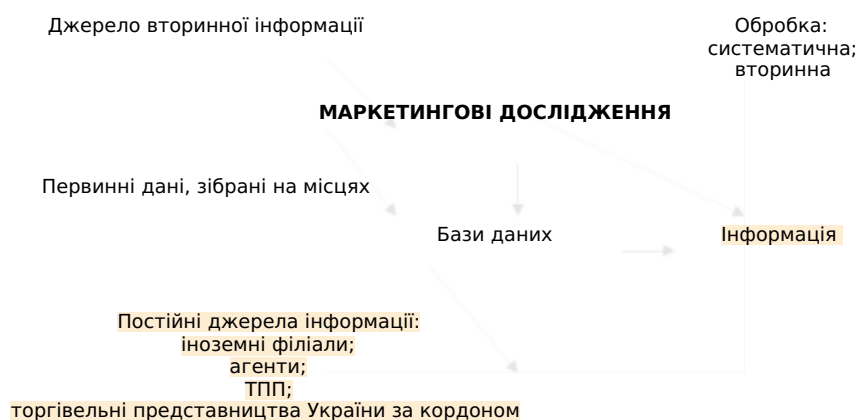 Джерело вторинної інформації
Обробка:
систематична;
вторинна
МАРКЕТИНГОВІ ДОСЛІДЖЕННЯ
Первинні дані, зібрані на місцях
Бази даних
Інформація
Постійні джерела інформації:
іноземні філіали;
агенти;
ТПП;
торгівельні представництва України за кордоном